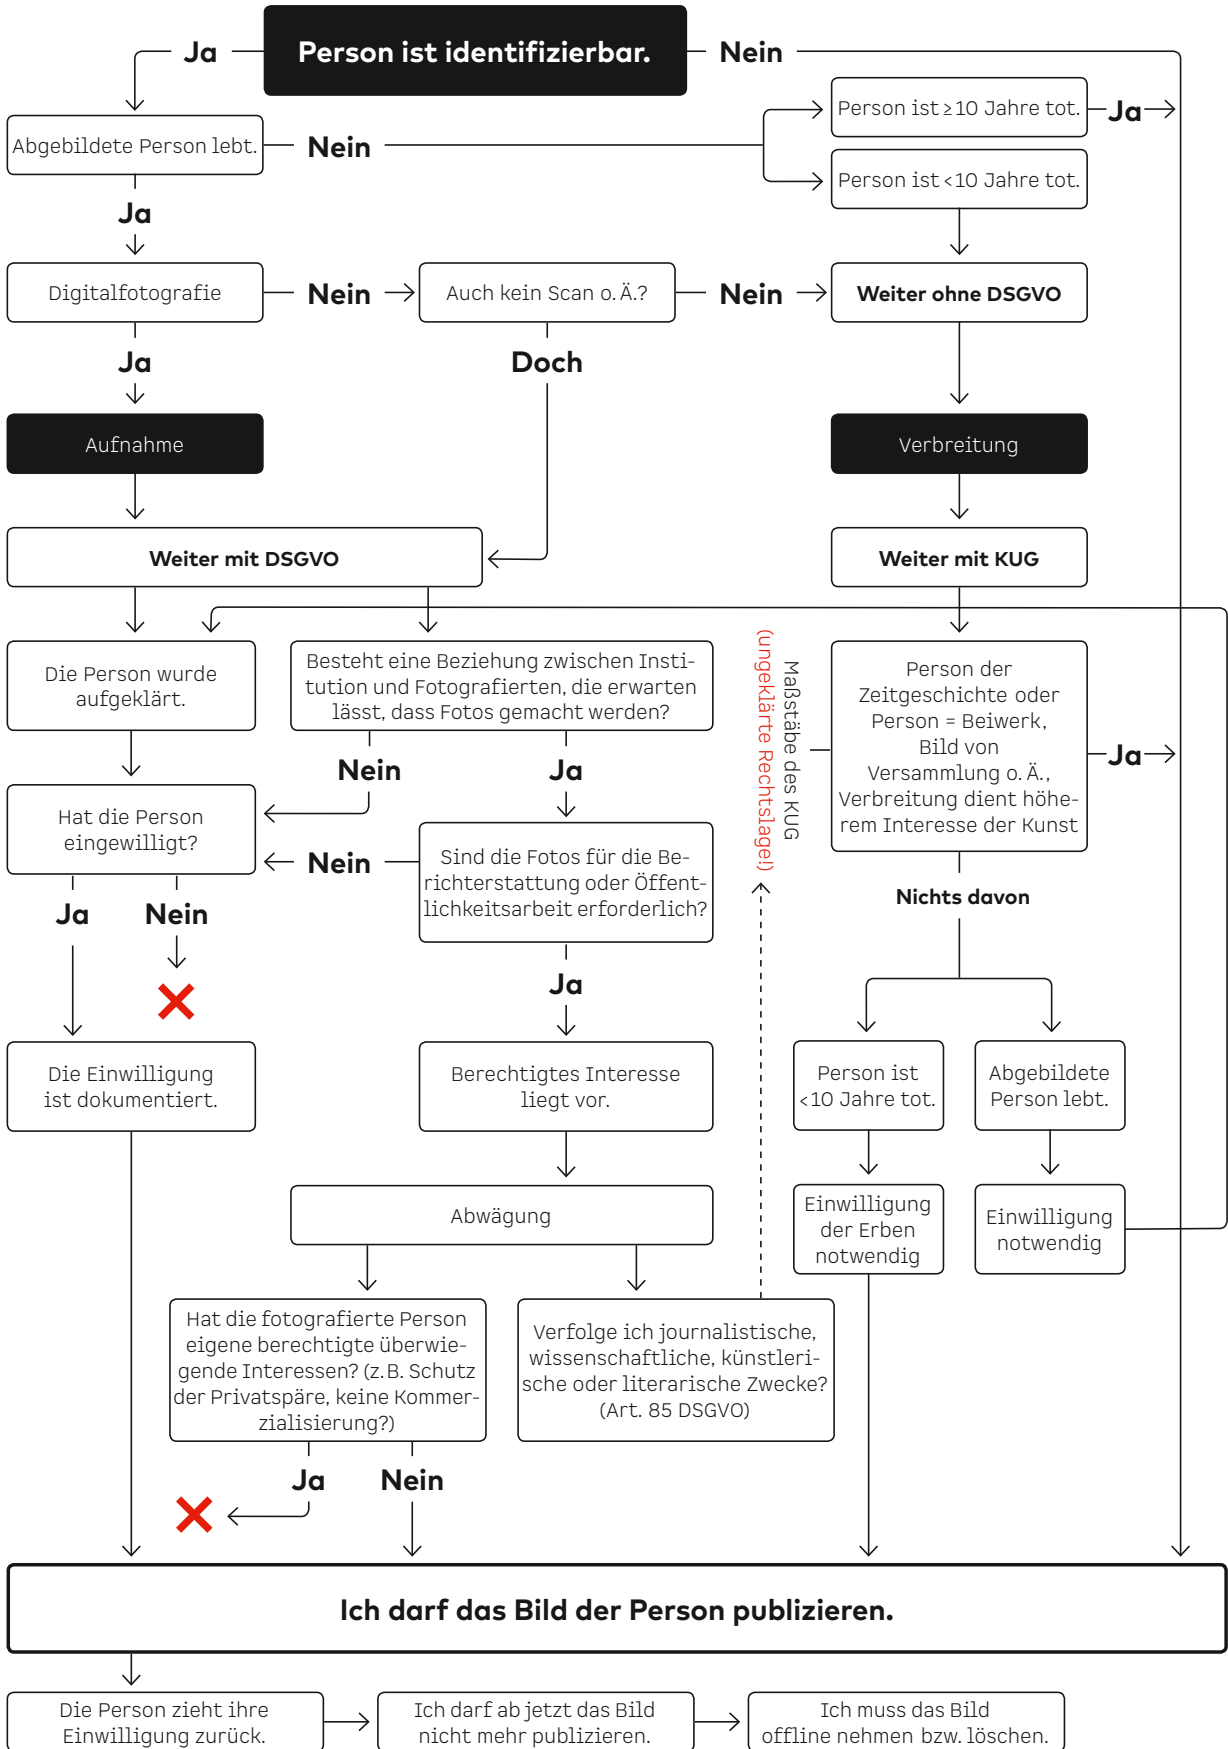 Ja
Person ist identifizierbar.
Nein
Abgebildete Person lebt.
Nein
Person ist ≥10 Jahre tot.
Ja
Person ist <10 Jahre tot.
Ja
Digitalfotografie
Nein
Auch kein Scan o. Ä.?
Nein
Weiter ohne DSGVO
Ja
Doch
Aufnahme
Verbreitung
Weiter mit DSGVO
Weiter mit KUG
Die Person wurde
aufgeklärt.
Besteht eine Beziehung zwischen Insti-
tution und Fotografierten, die erwarten
lässt, dass Fotos gemacht werden?
Maßstäbe des KUG
(ungeklärte Rechtslage!)
Person der
Zeitgeschichte oder
Person = Beiwerk,
Bild von
Versammlung o. Ä.,
Verbreitung dient höhe-
rem Interesse der Kunst
Ja
Nein
Ja
Hat die Person
eingewilligt?
Nein
Sind die Fotos für die Be-
richterstattung oder Öffent-
lichkeitsarbeit erforderlich?
Nichts davon
Ja
Nein
Ja
Die Einwilligung
ist dokumentiert.
Berechtigtes Interesse
liegt vor.
Person ist
<10 Jahre tot.
Abgebildete
Person lebt.
Abwägung
Einwilligung
der Erben
notwendig
Einwilligung
notwendig
Hat die fotografierte Person
eigene berechtigte überwie-
gende Interessen? (z. B. Schutz
der Privatspäre, keine Kommer-
zialisierung?)
Verfolge ich journalistische,
wissenschaftliche, künstleri-
sche oder literarische Zwecke?
(Art. 85 DSGVO)
Ja
Nein
Ich darf das Bild der Person publizieren.
Die Person zieht ihre
Einwilligung zurück.
Ich darf ab jetzt das Bild
nicht mehr publizieren.
Ich muss das Bild
offline nehmen bzw. löschen.